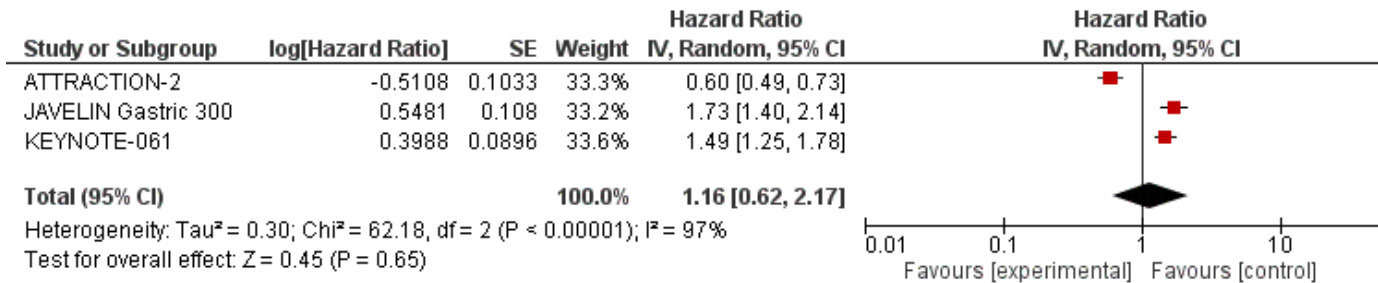 Hazard Ratio Hazard Ratio
Study or Subgroup log[Hazard Ratio] SE Weight IV, Random, 95% CI IV, Random, 95% CI
ATTRACTION-2 -0.5108 0.1033 33.3% 0.60 [0.49, 0.73]
JAVELIN Gastric 300 0.5481 0.108 33.2% 1.73 [1.40, 2.14]
KEYNOTE-061 0.3988 0.0896 33.6% 1.49 [1.25, 1.78]
Total (95% CI) 100.0% 1.16 [0.62, 2.17]
Heterogeneity: Tau² = 0.30; Chi² = 62.18, df = 2 (P < 0.00001); I² = 97%
Test for overall effect: Z = 0.45 (P = 0.65)
0.01 0.1 1 10
Favours [experimental] Favours [control]